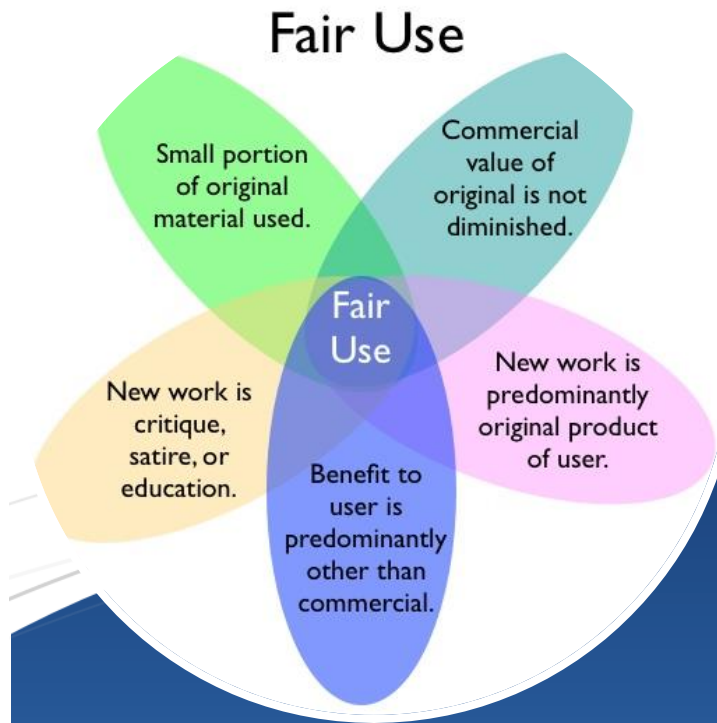 Fair Use
Small portion
of original
material used.
Commercial
value of
original is not
diminished.
Fair
Use
New work is
critique,
satire, or
education.
New work is
predominantly
original product
of user.
Benefit to
user is
predominantly
other than
commercial.